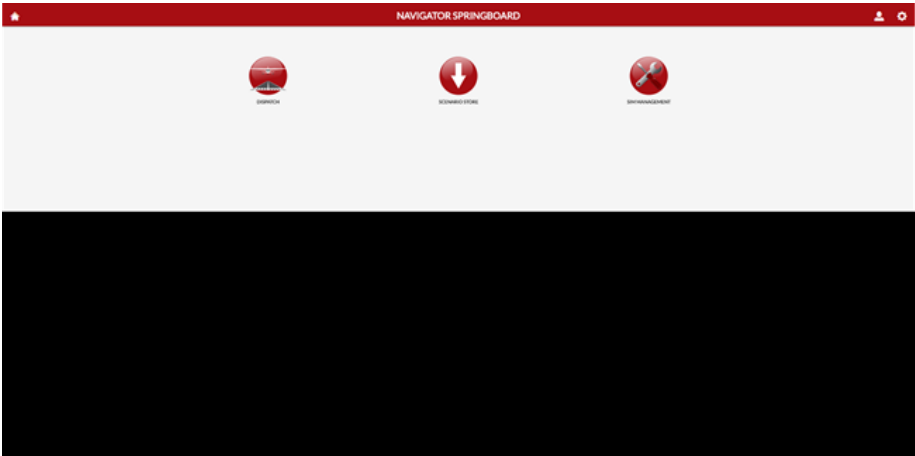 NAVIGATOR SPRINGBOARD
DISPATCH
SCENARIO STORE
SIM MANAGEMENT